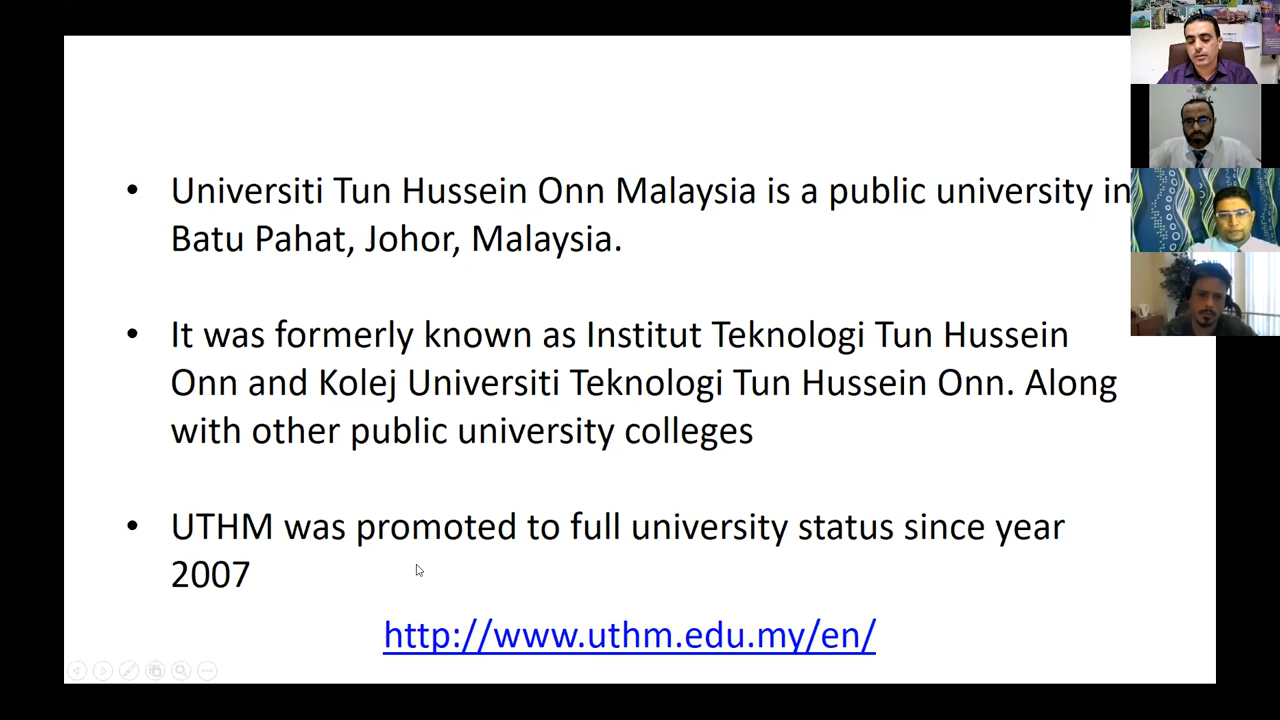 • Universiti Tun Hussein Onn Malaysia is a public university in
Batu Pahat, Johor, Malaysia.
• It was formerly known as Institut Teknologi Tun Hussein
Onn and Kolej Universiti Teknologi Tun Hussein Onn. Along
with other public university colleges
• UTHM was promoted to full university status since year
2007
http://www.uthm.edu.my/en/